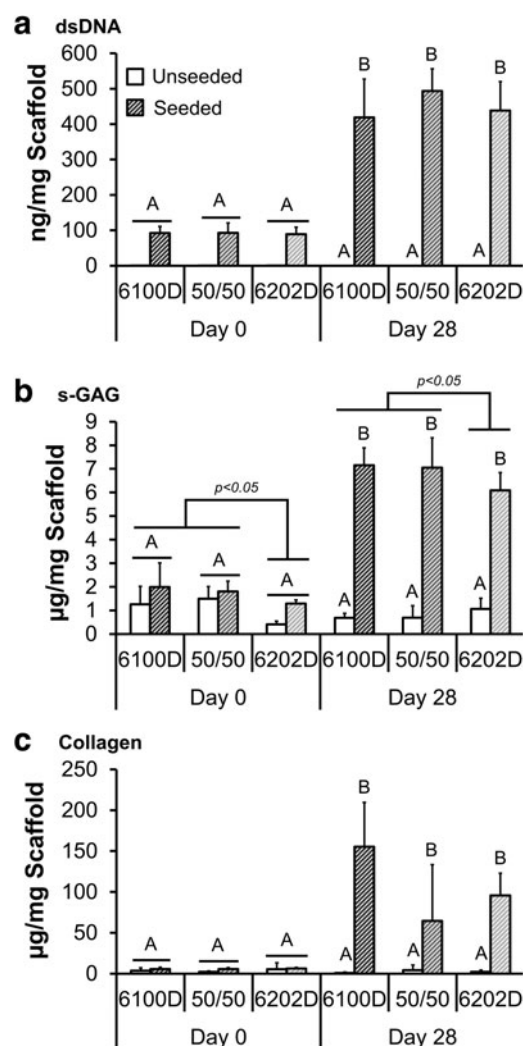 a dsDNA
ng/mg Scaffold
600
500
400
300
200
100
0
Unseeded
Seeded
A A A A B A B A B
6100D 50/50 6202D 6100D 50/50 6202D
Day 0 Day 28
b s-GAG
µg/mg Scaffold
9
8
7
6
5
4
3
2
1
0
p<0.05
p<0.05
A A A A B A B A B
6100D 50/50 6202D 6100D 50/50 6202D
Day 0 Day 28
c Collagen
µg/mg Scaffold
250
200
150
100
50
0
A A A A B A B A B
6100D 50/50 6202D 6100D 50/50 6202D
Day 0 Day 28